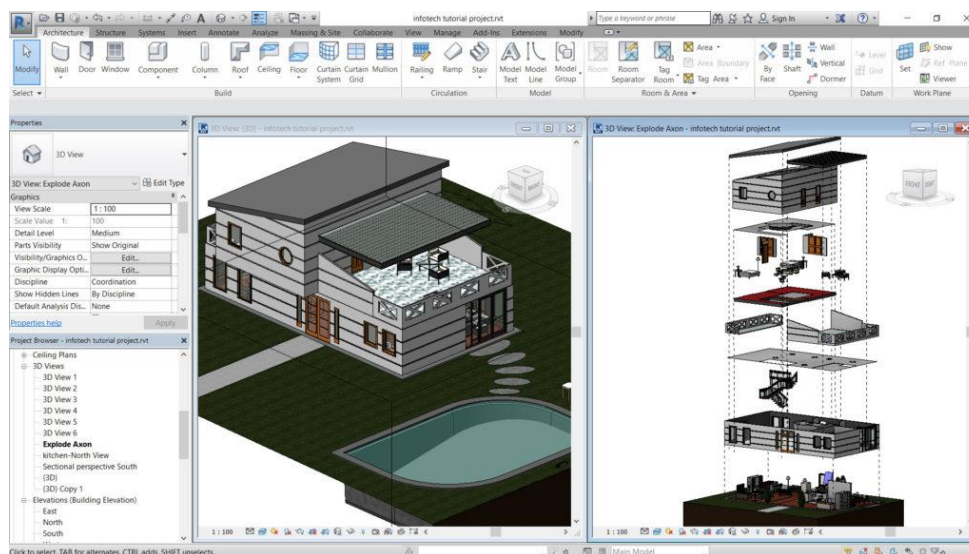 infotech tutorial project.rvt
Type a keyword or phrase
Sign In
Architecture Structure Systems Insert Annotate Analyze Massing & Site Collaborate View Manage Add-Ins Extensions Modify
Modify Wall Door Window Component Column Roof Ceiling Floor Curtain System Curtain Grid Mullion Railing Ramp Stair Model Text Model Line Model Group Room Room Separator Tag Room
Area
Area Boundary
Tag Area
By Face Shaft
Wall
Vertical
Dormer
Level
Grid
Set
Show
Ref Plane
Viewer
Select Build Circulation Model Room & Area Opening Datum Work Plane
Properties
3D View
3D View: Explode Axon
Edit Type
Graphics
View Scale 1 : 100
Scale Value 1: 100
Detail Level Medium
Parts Visibility Show Original
Visibility/Graphics O... Edit...
Graphic Display Opti... Edit...
Discipline Coordination
Show Hidden Lines By Discipline
Default Analysis Dis... None
Properties help Apply
Project Browser - infotech tutorial project.rvt
Ceiling Plans
3D Views
3D View 1
3D View 2
3D View 3
3D View 4
3D View 5
3D View 6
Explode Axon
kitchen-North View
Sectional perspective South
{3D}
{3D} Copy 1
Elevations (Building Elevation)
East
North
South
3D View: {3D} - infotech tutorial project.rvt
1 : 100
3D View: Explode Axon - infotech tutorial project.rvt
FRONT
1 : 100
Click to select, TAB for alternates, CTRL adds, SHIFT unselects.
Main Model